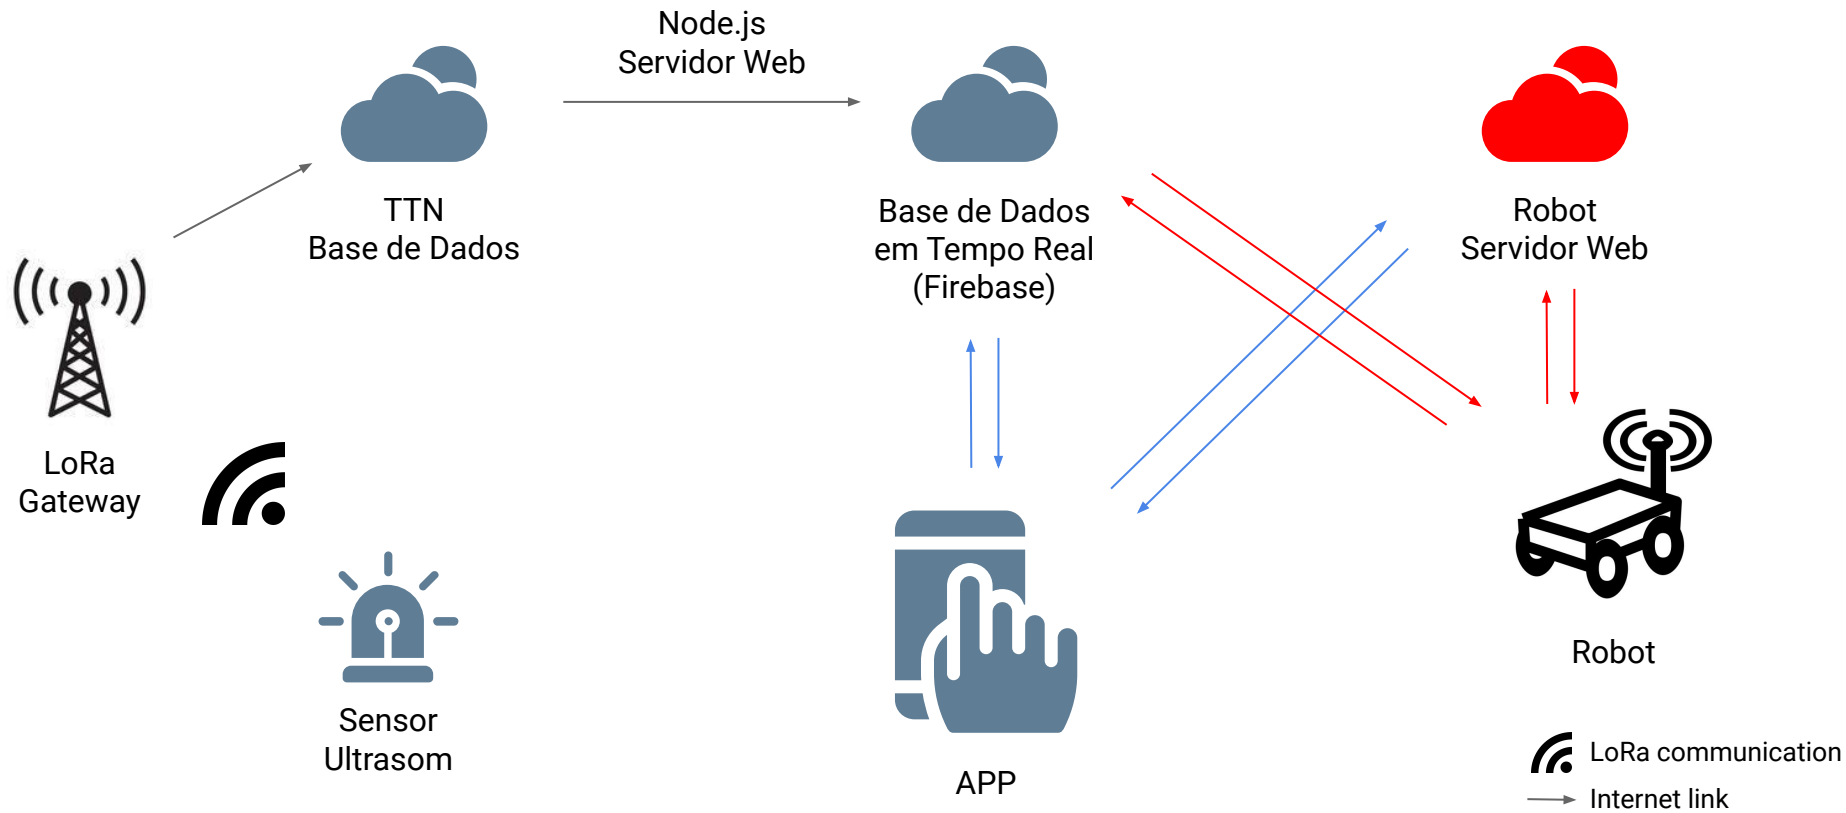 Node.js
Servidor Web
TTN
Base de Dados
Base de Dados
em Tempo Real
(Firebase)
Robot
Servidor Web
LoRa
Gateway
Sensor
Ultrasom
APP
Robot
LoRa communication
Internet link